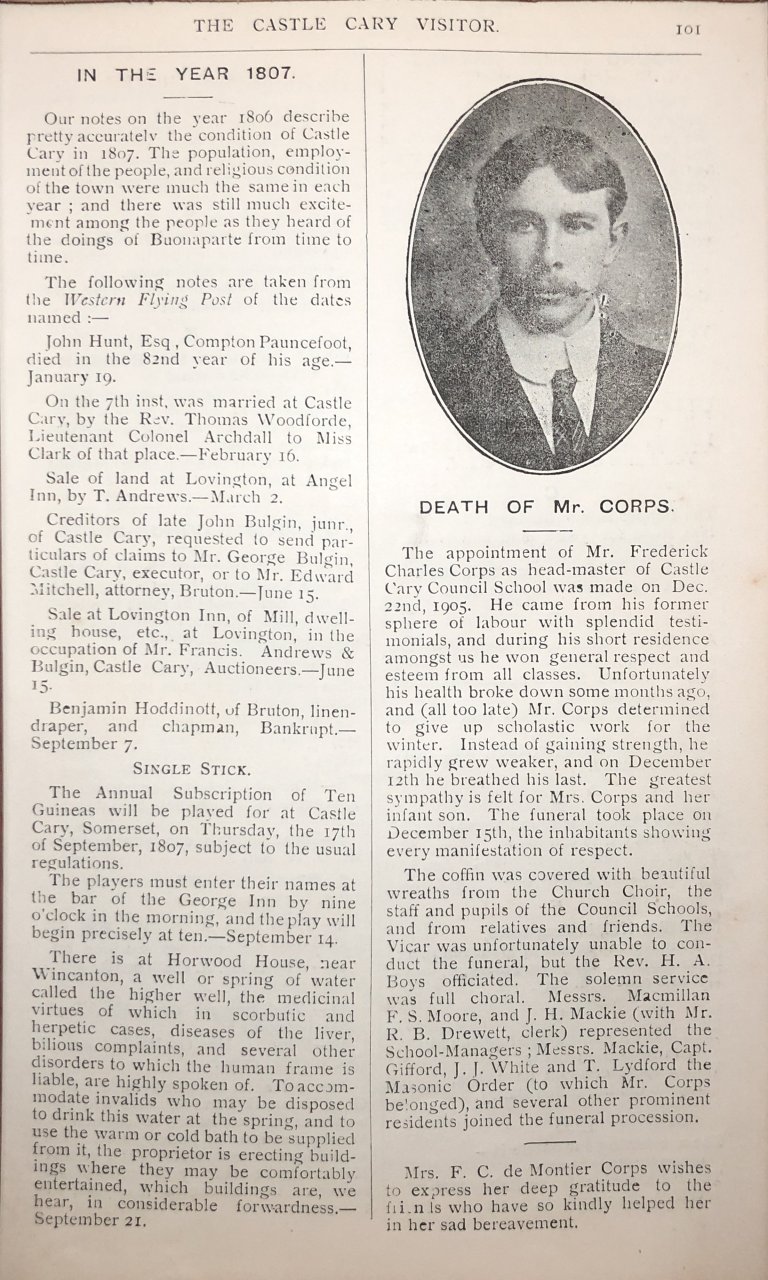 THE CASTLE CARY VISITOR.
101
IN THE YEAR 1807.
Our notes on the year 1806 describe
pretty accurately the condition of Castle
Cary in 1807. The population, employ-
ment of the people, and religious condition
of the town were much the same in each
year ; and there was still much excite-
ment among the people as they heard of
the doings of Buonaparte from time to
time.
The following notes are taken from
the Western Flying Post of the dates
named :—
John Hunt, Esq , Compton Pauncefoot,
died in the 82nd year of his age.—
January 19.
On the 7th inst, was married at Castle
Cary, by the Rev. Thomas Woodforde,
Lieutenant Colonel Archdall to Miss
Clark of that place.—February 16.
Sale of land at Lovington, at Angel
Inn, by T. Andrews.—March 2.
Creditors of late John Bulgin, junr.,
of Castle Cary, requested to send par-
ticulars of claims to Mr. George Bulgin,
Castle Cary, executor, or to Mr. Edward
Mitchell, attorney, Bruton.—June 15.
Sale at Lovington Inn, of Mill, dwell-
ing house, etc., at Lovington, in the
occupation of Mr. Francis. Andrews &
Bulgin, Castle Cary, Auctioneers.—June
15.
Benjamin Hoddinott, of Bruton, linen-
draper, and chapman, Bankrupt.—
September 7.
SINGLE STICK.
The Annual Subscription of Ten
Guineas will be played for at Castle
Cary, Somerset, on Thursday, the 17th
of September, 1807, subject to the usual
regulations.
The players must enter their names at
the bar of the George Inn by nine
o'clock in the morning, and the play will
begin precisely at ten.—September 14.
There is at Horwood House, near
Wincanton, a well or spring of water
called the higher well, the medicinal
virtues of which in scorbutic and
herpetic cases, diseases of the liver,
bilious complaints, and several other
disorders to which the human frame is
liable, are highly spoken of. To accom-
modate invalids who may be disposed
to drink this water at the spring, and to
use the warm or cold bath to be supplied
from it, the proprietor is erecting build-
ings where they may be comfortably
entertained, which buildings are, we
hear, in considerable forwardness.—
September 21.
DEATH OF Mr. CORPS.
The appointment of Mr. Frederick
Charles Corps as head-master of Castle
Cary Council School was made on Dec.
22nd, 1905. He came from his former
sphere of labour with splendid testi-
monials, and during his short residence
amongst us he won general respect and
esteem from all classes. Unfortunately
his health broke down some months ago,
and (all too late) Mr. Corps determined
to give up scholastic work for the
winter. Instead of gaining strength, he
rapidly grew weaker, and on December
12th he breathed his last. The greatest
sympathy is felt for Mrs. Corps and her
infant son. The funeral took place on
December 15th, the inhabitants showing
every manifestation of respect.
The coffin was covered with beautiful
wreaths from the Church Choir, the
staff and pupils of the Council Schools,
and from relatives and friends. The
Vicar was unfortunately unable to con-
duct the funeral, but the Rev. H. A.
Boys officiated. The solemn service
was full choral. Messrs. Macmillan
F. S. Moore, and J. H. Mackie (with Mr.
R. B. Drewett, clerk) represented the
School-Managers ; Messrs. Mackie, Capt.
Gifford, J. J. White and T. Lydford the
Masonic Order (to which Mr. Corps
belonged), and several other prominent
residents joined the funeral procession.
Mrs. F. C. de Montier Corps wishes
to express her deep gratitude to the
friends who have so kindly helped her
in her sad bereavement.